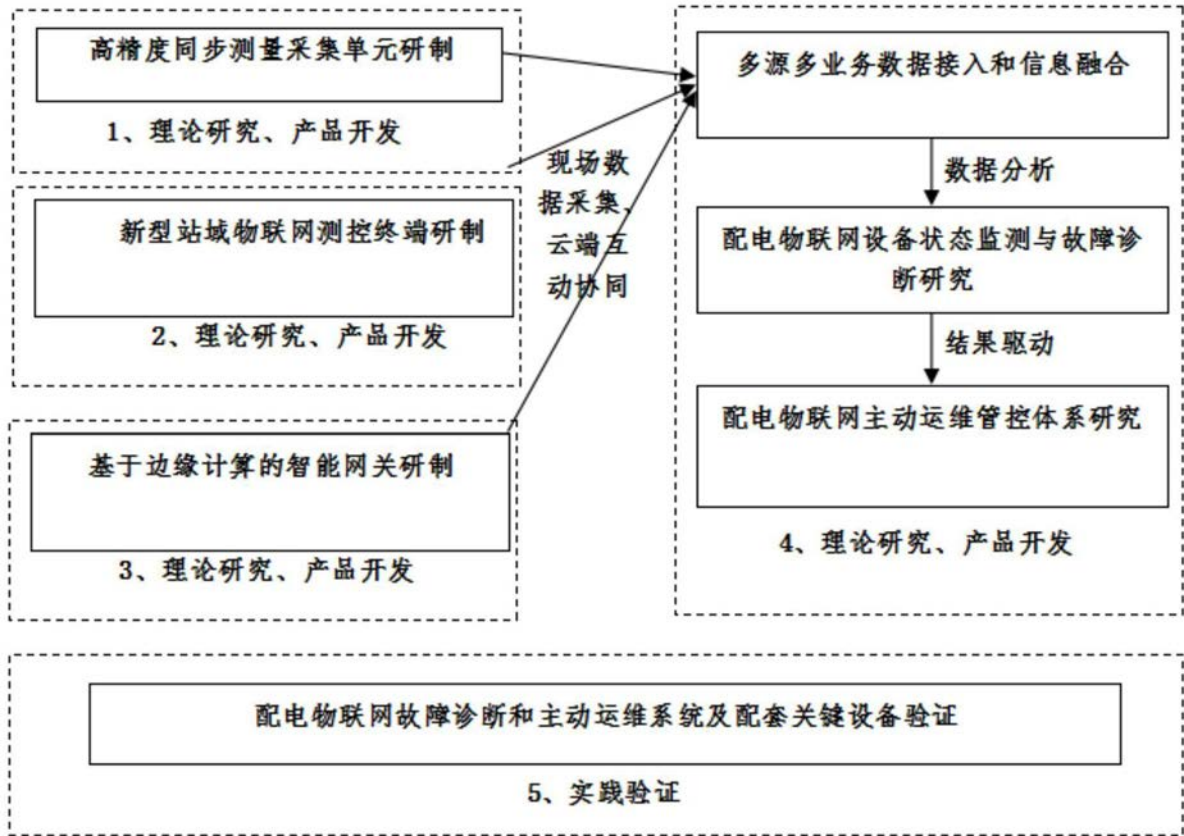 高精度同步测量采集单元研制
1、理论研究、产品开发
新型站域物联网测控终端研制
2、理论研究、产品开发
基于边缘计算的智能网关研制
3、理论研究、产品开发
现场数
据采集、
云端互
动协同
多源多业务数据接入和信息融合
数据分析
配电物联网设备状态监测与故障诊
断研究
结果驱动
配电物联网主动运维管控体系研究
4、理论研究、产品开发
配电物联网故障诊断和主动运维系统及配套关键设备验证
5、实践验证